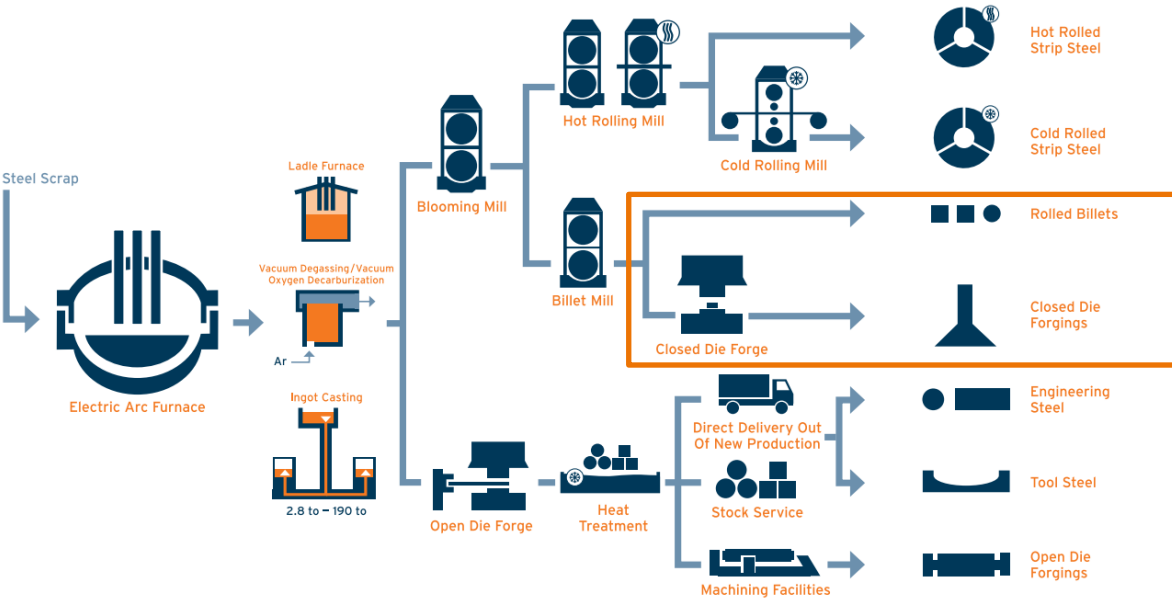 Hot Rolled
Strip Steel
Hot Rolling Mill
Cold Rolled
Strip Steel
Cold Rolling Mill
Steel Scrap
Ladle Furnace
Blooming Mill
Rolled Billets
Vacuum Degassing/Vacuum
Oxygen Decarburization
Billet Mill
Closed Die
Forgings
Closed Die Forge
Ar
Electric Arc Furnace
Ingot Casting
2.8 to – 190 to
Direct Delivery Out
Of New Production
Engineering
Steel
Open Die Forge
Heat
Treatment
Stock Service
Tool Steel
Machining Facilities
Open Die
Forgings